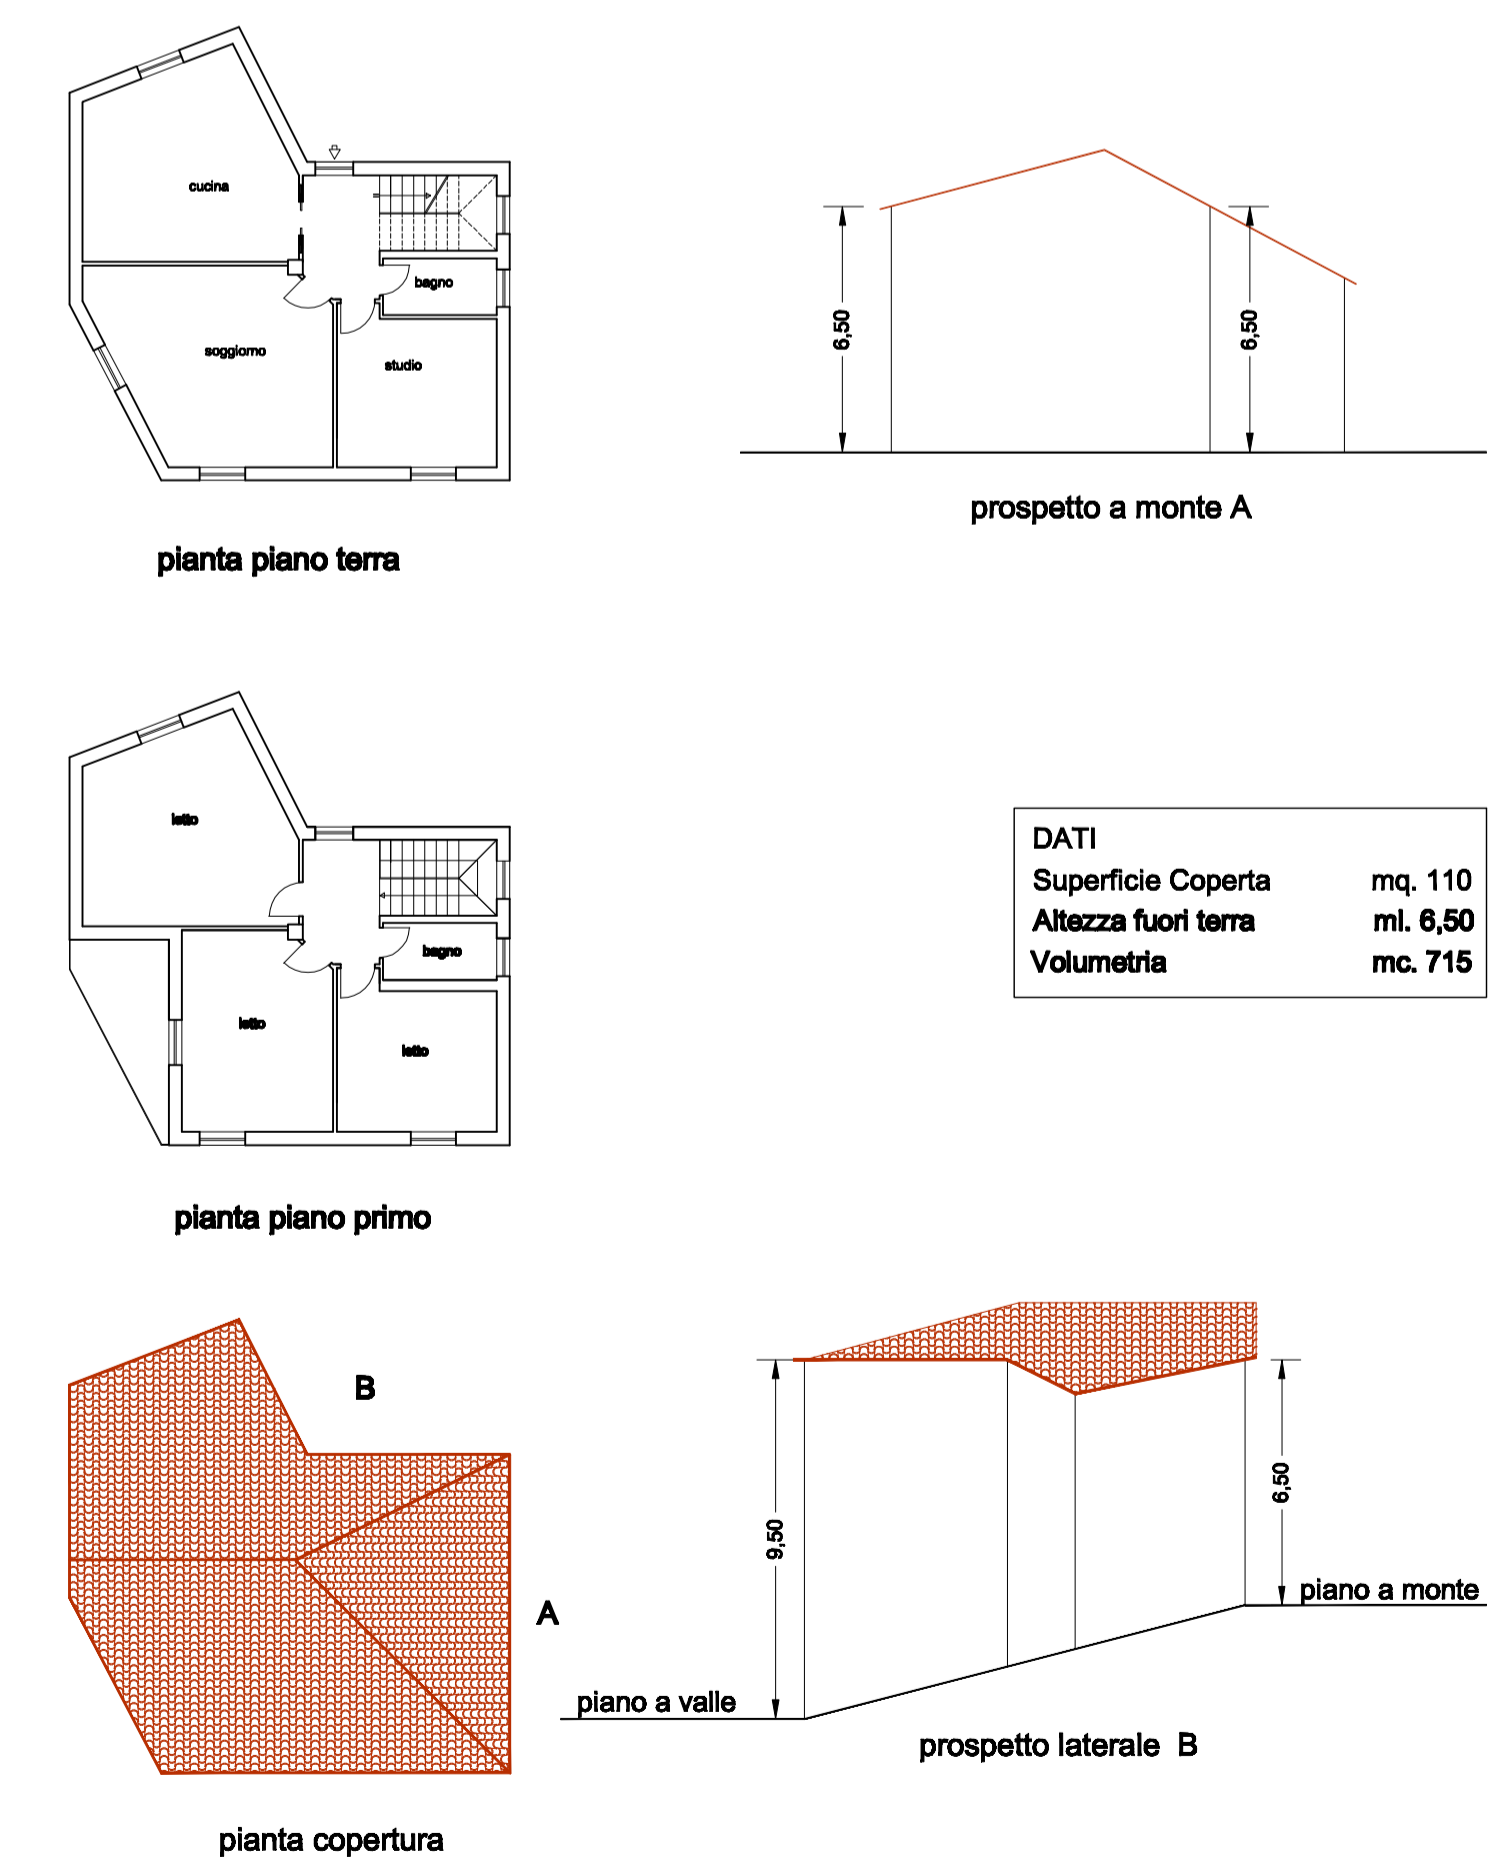 cucina
bagno
soggiorno
studio
pianta piano terra
6,50
6,50
prospetto a monte A
letto
bagno
letto
letto
pianta piano primo
DATI
Superficie Coperta mq. 110
Altezza fuori terra ml. 6,50
Volumetria mc. 715
B
A
pianta copertura
9,50
6,50
piano a monte
piano a valle
prospetto laterale B